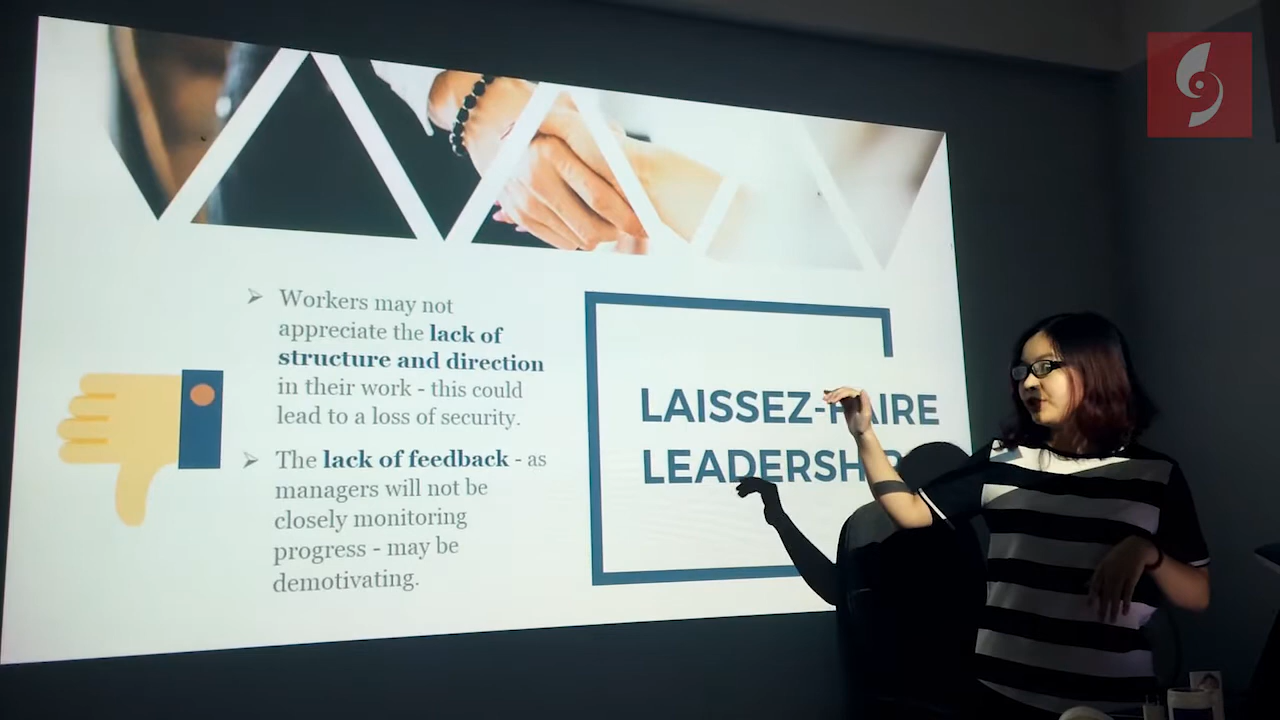 Workers may not
appreciate the lack of
structure and direction
in their work - this could
lead to a loss of security.
The lack of feedback - as
managers will not be
closely monitoring
progress - may be
demotivating.
LAISSEZ-FAIRE
LEADERSHIP